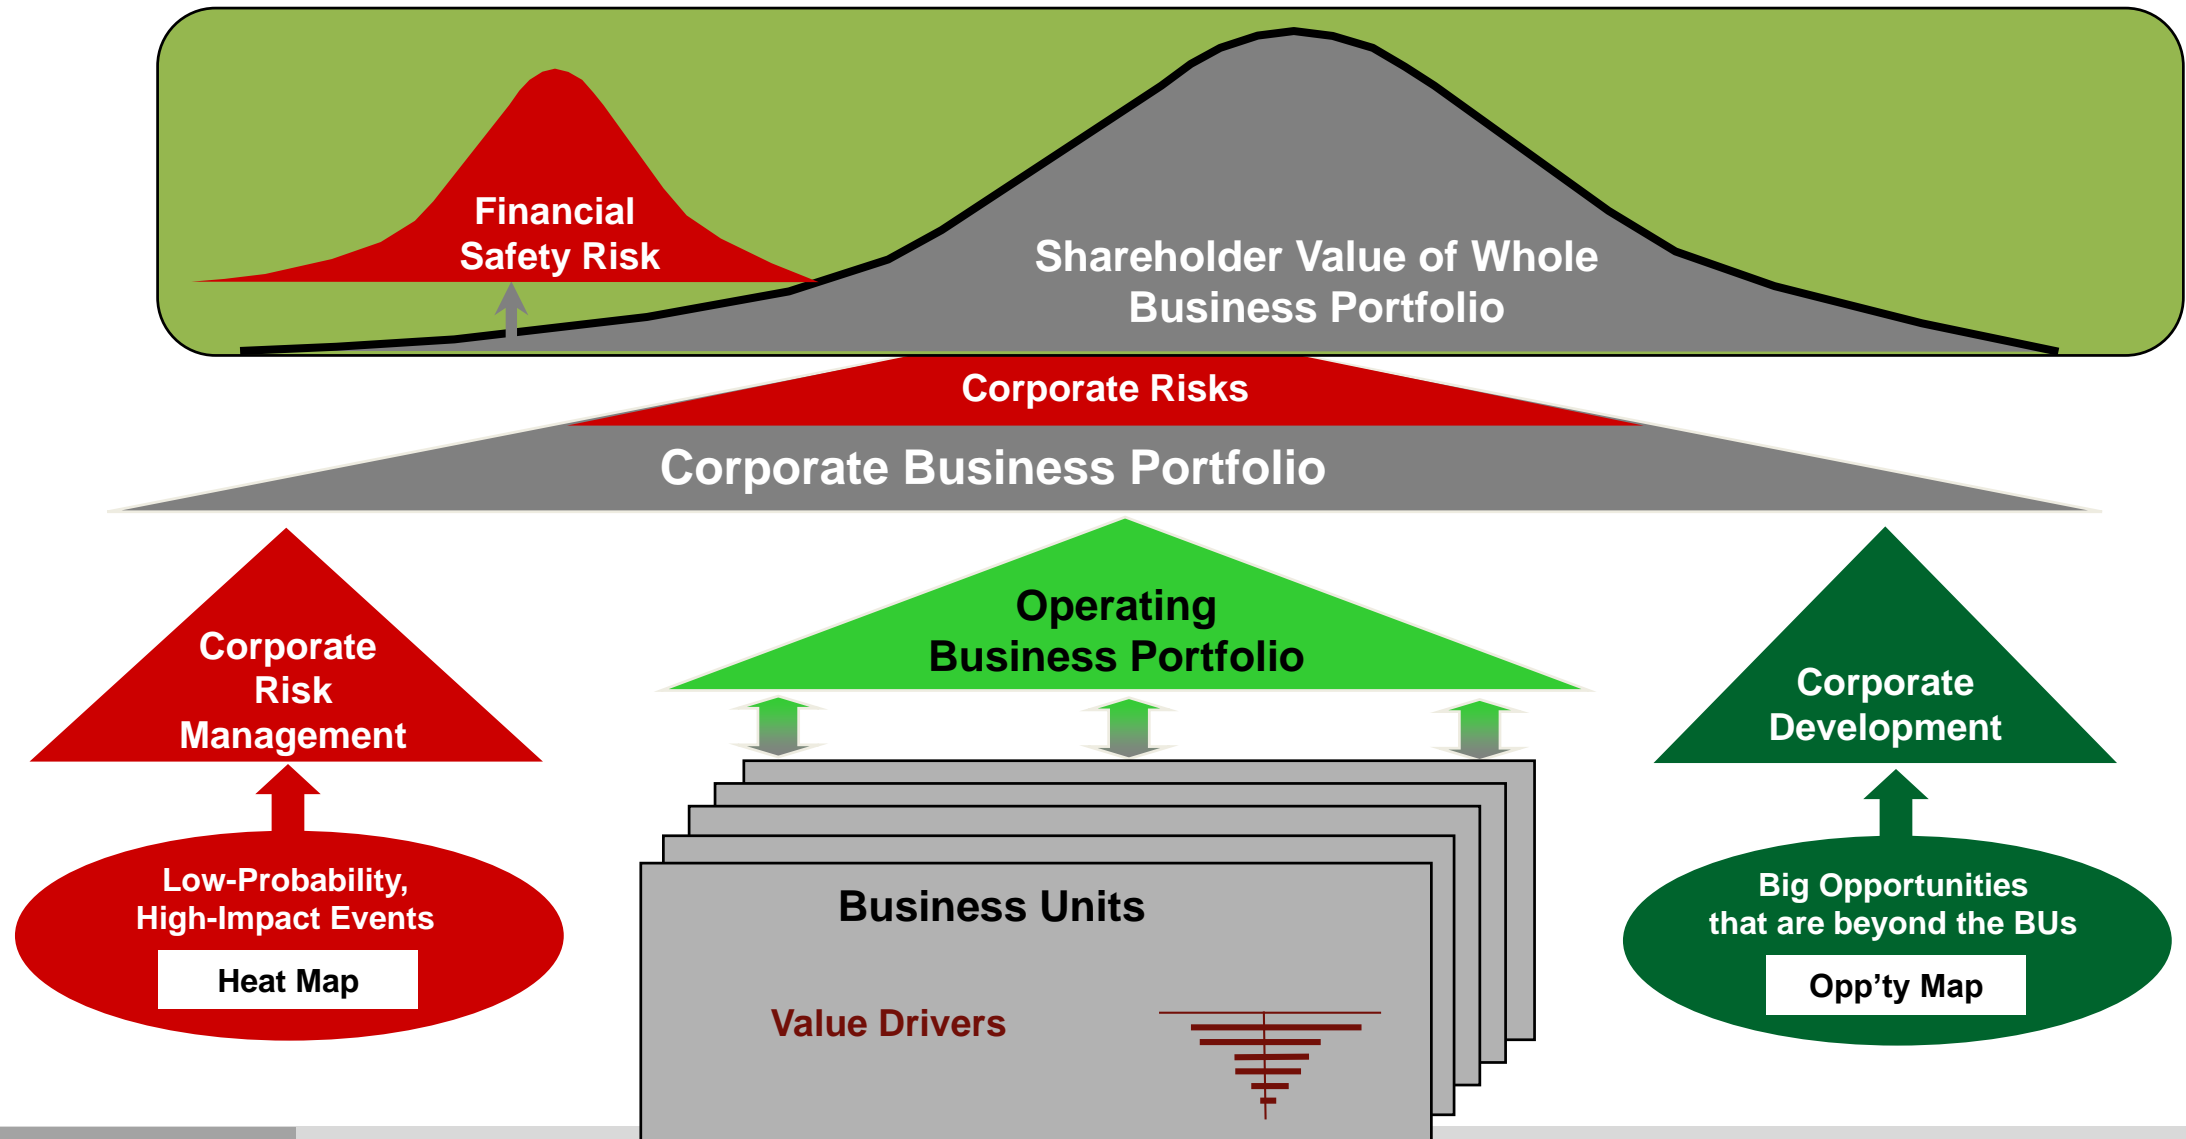 Financial
Safety Risk
Shareholder Value of Whole
Business Portfolio
Corporate Risks
Corporate Business Portfolio
Corporate
Risk
Management
Operating
Business Portfolio
Corporate
Development
Low-Probability,
High-Impact Events
Heat Map
Business Units
Value Drivers
Big Opportunities
that are beyond the BUs
Opp’ty Map